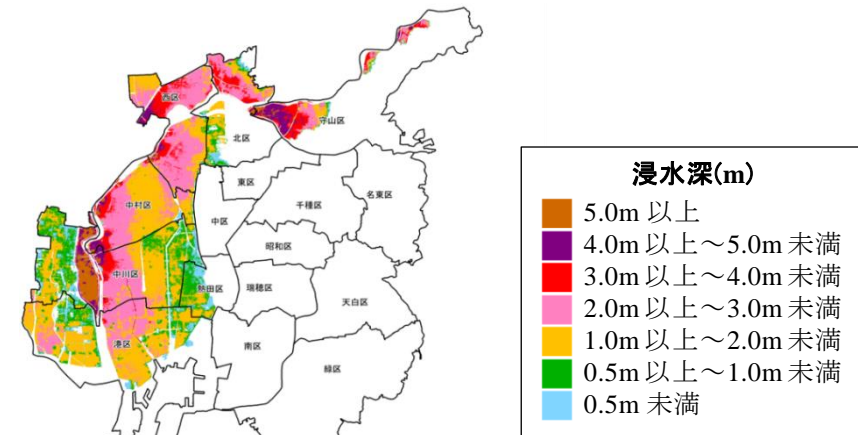 西区
守山区
北区
東区
名東区
千種区
中村区
中区
昭和区
中川区
熱田区
瑞穂区
天白区
港区
南区
緑区
浸水深(m)
5.0m 以上
4.0m 以上～5.0m 未満
3.0m 以上～4.0m 未満
2.0m 以上～3.0m 未満
1.0m 以上～2.0m 未満
0.5m 以上～1.0m 未満
0.5m 未満